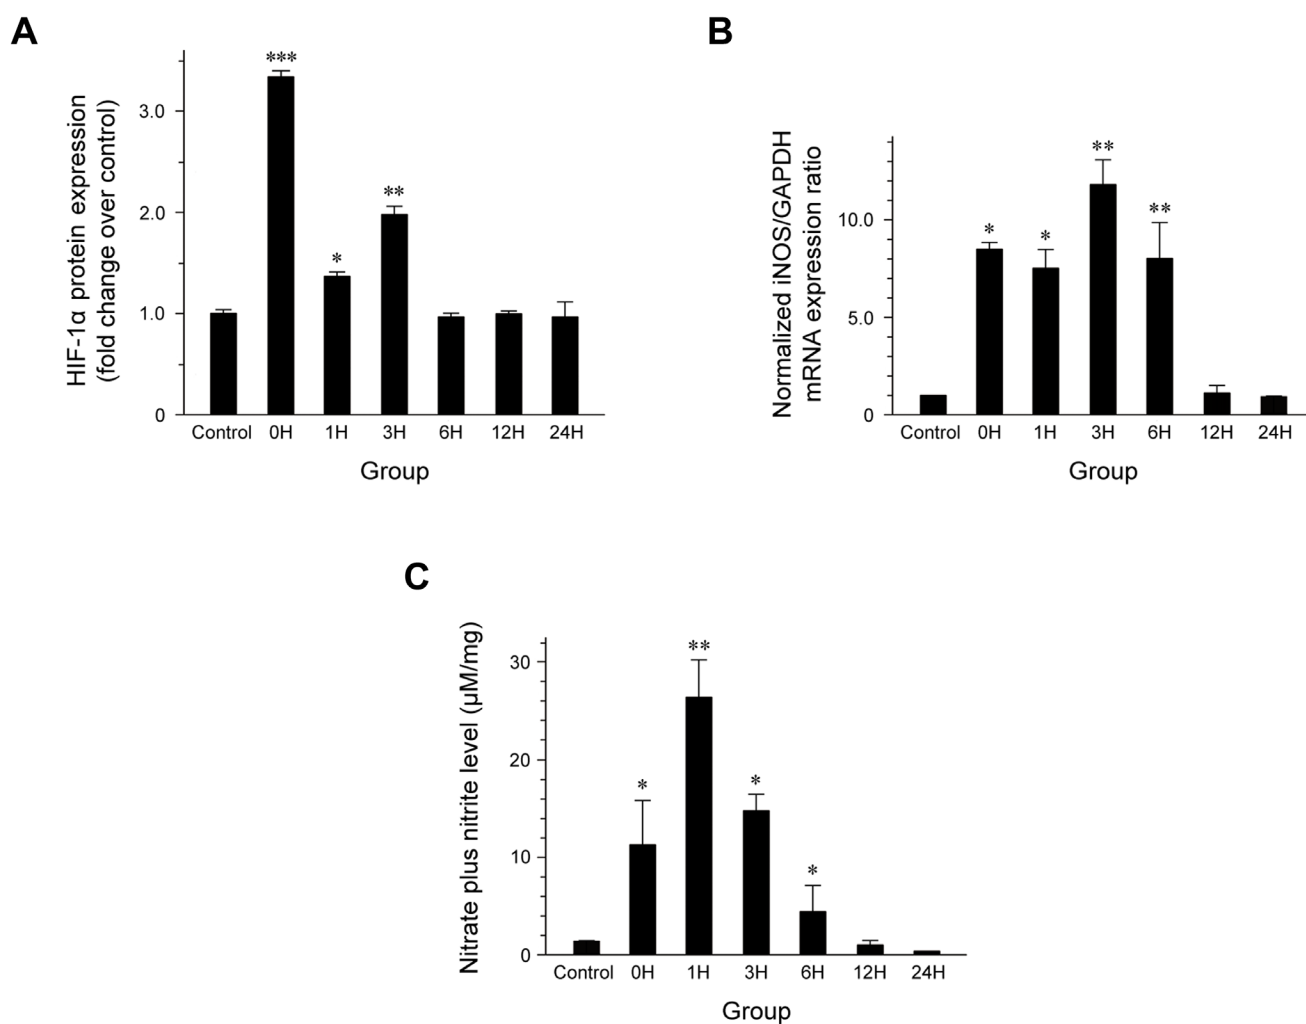 A
HIF-1α protein expression
(fold change over control)
3.0
2.0
1.0
0
***
*
**
Control 0H 1H 3H 6H 12H 24H
Group
B
Normalized iNOS/GAPDH
mRNA expression ratio
10.0
5.0
0
*
*
**
**
Control 0H 1H 3H 6H 12H 24H
Group
C
Nitrate plus nitrite level (µM/mg)
30
20
10
0
*
**
*
*
Control 0H 1H 3H 6H 12H 24H
Group